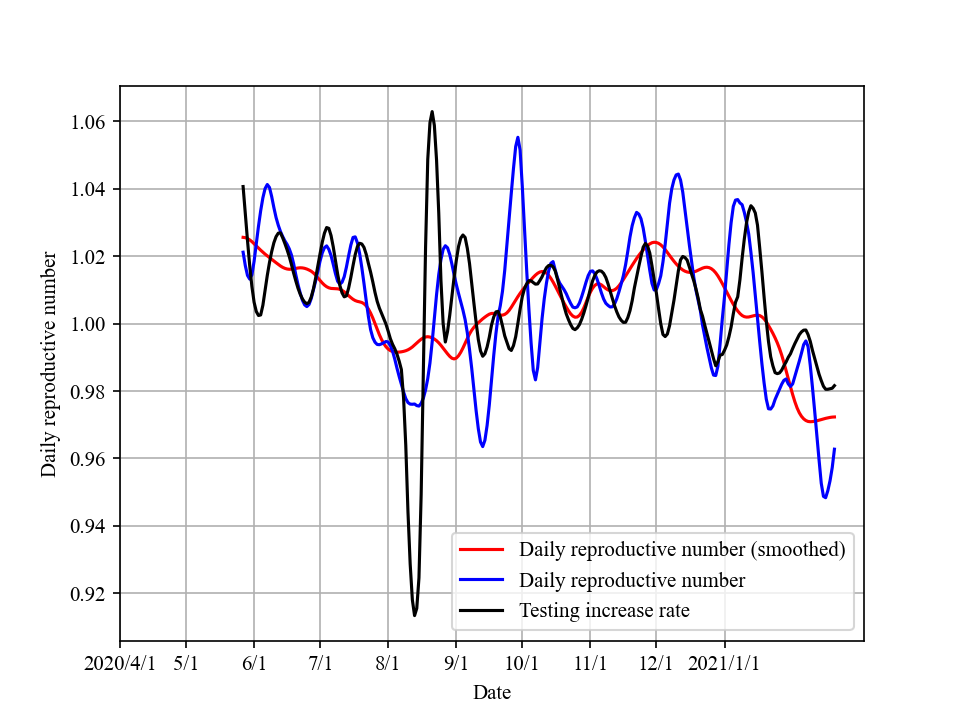 1.06
1.04
1.02
1.00
0.98
0.96
0.94
0.92
Daily reproductive number
Daily reproductive number (smoothed)
Daily reproductive number
Testing increase rate
2020/4/1 5/1 6/1 7/1 8/1 9/1 10/1 11/1 12/1 2021/1/1
Date